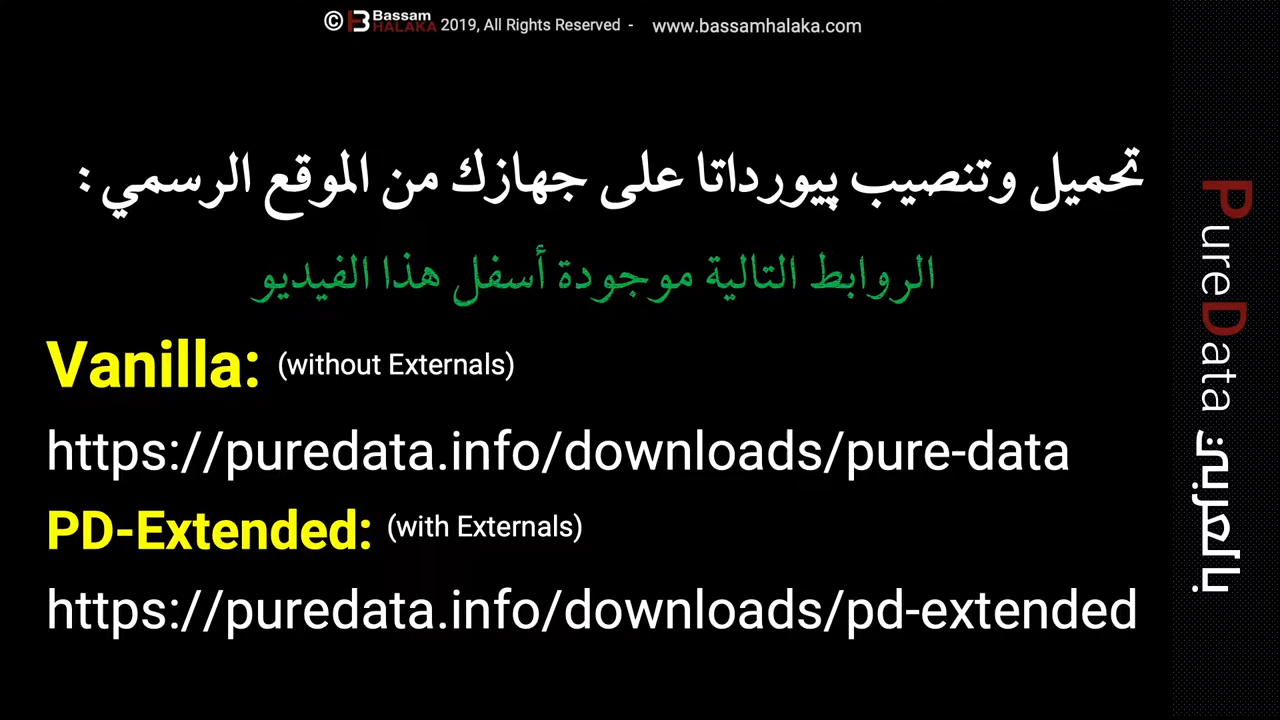 © Bassam HALAKA 2019, All Rights Reserved - www.bassamhalaka.com
تحميل وتنصيب پيورداتا على جهازك من الموقع الرسمي :
الروابط التالية موجودة أسفل هذا الفيديو
Vanilla: (without Externals)
https://puredata.info/downloads/pure-data
PD-Extended: (with Externals)
https://puredata.info/downloads/pd-extended
PureData بالعربيّ